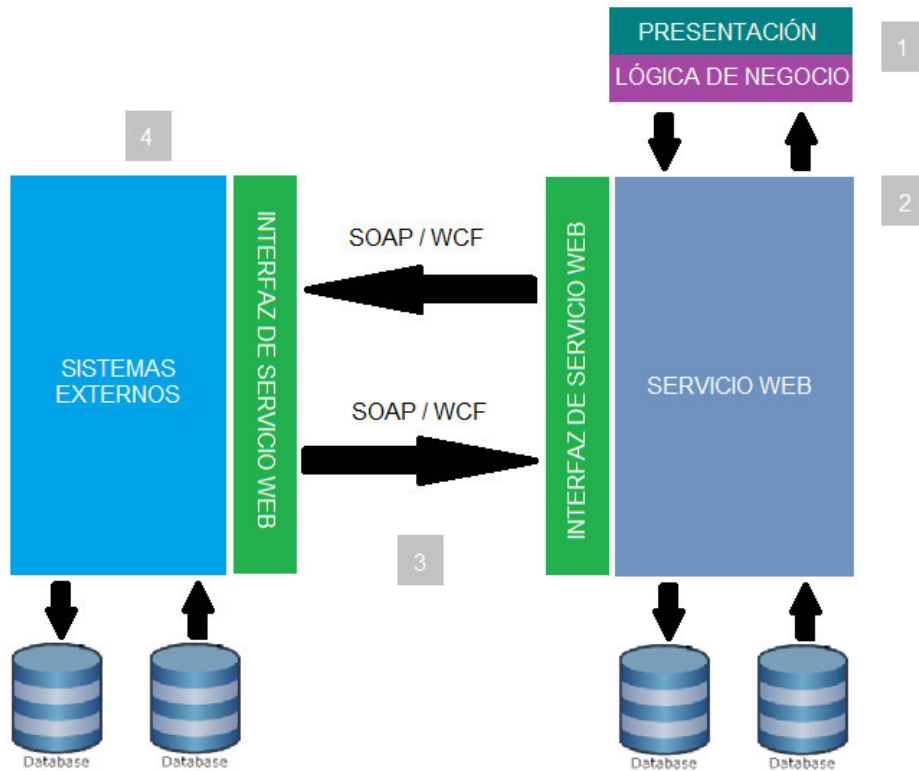 PRESENTACIÓN
1
LÓGICA DE NEGOCIO
4
2
SISTEMAS
EXTERNOS
INTERFAZ DE SERVICIO WEB
SOAP / WCF
SOAP / WCF
3
INTERFAZ DE SERVICIO WEB
SERVICIO WEB
Database
Database
Database
Database